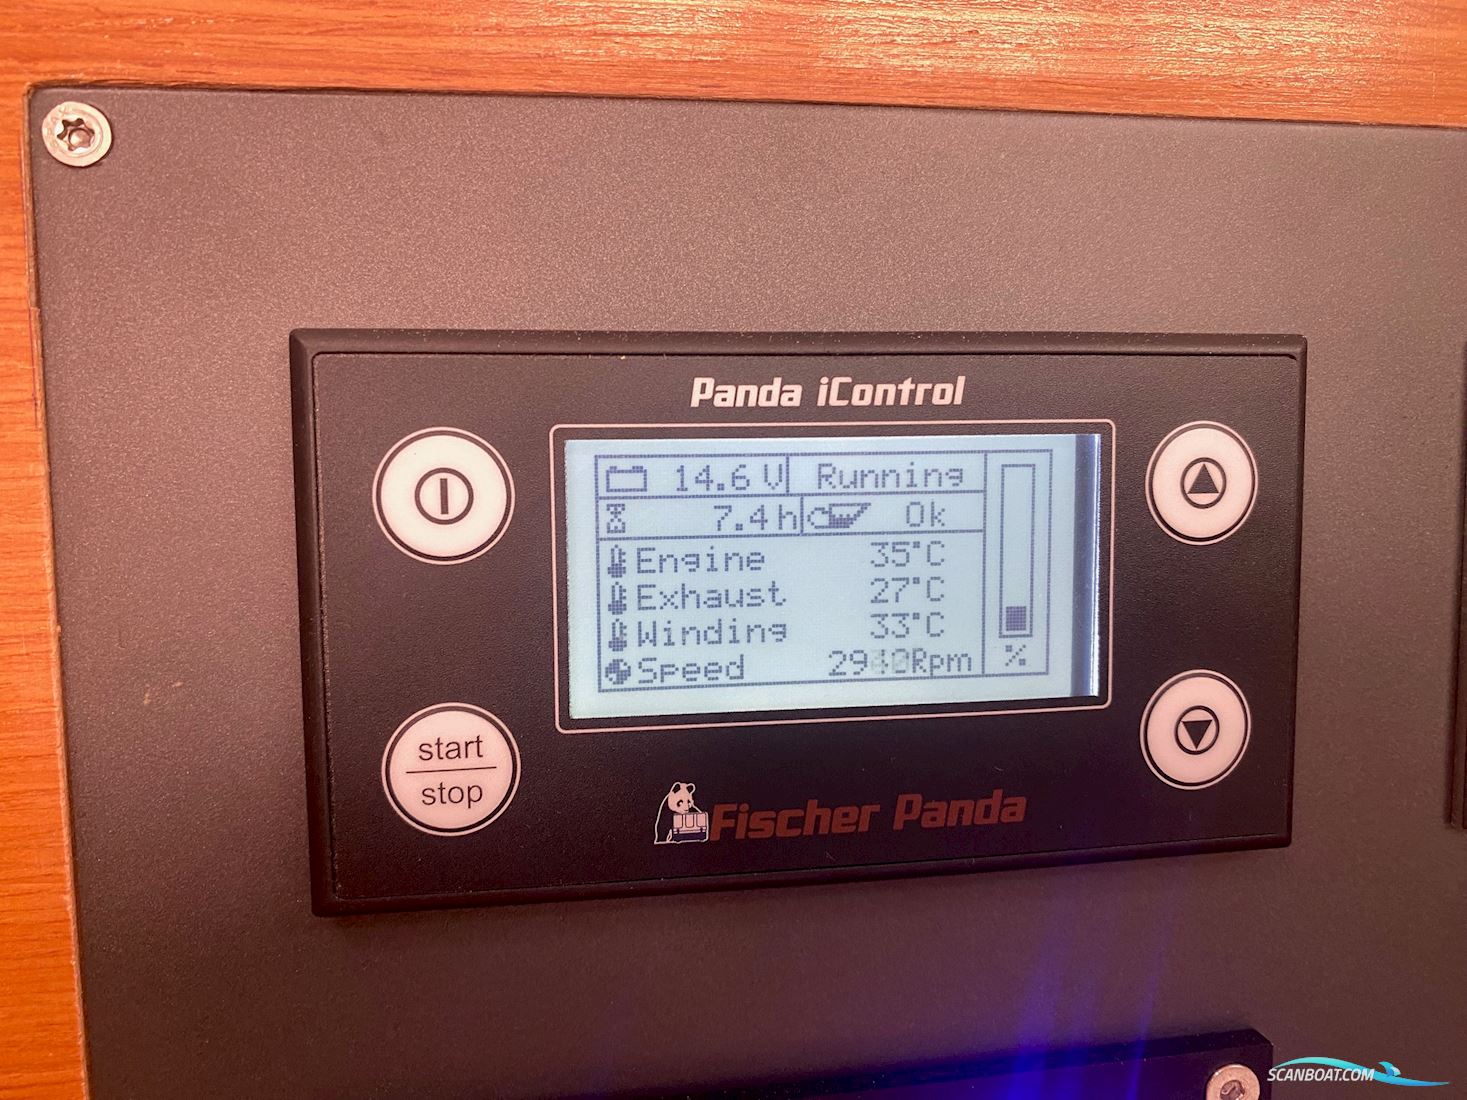 Panda iControl
14.6 V Running
7.4 h Ok
Engine 35°C
Exhaust 27°C
Winding 33°C
Speed Rpm %
start
stop
Fischer Panda
SCANBOAT.COM